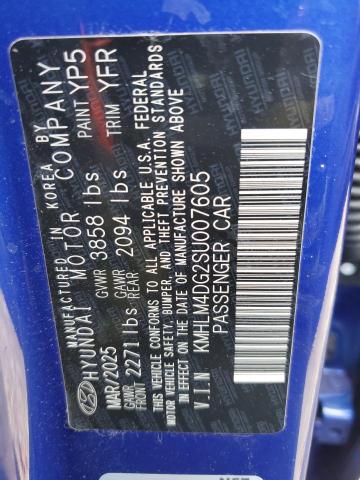 MANUFACTURED IN KOREA BY
HYUNDAI MOTOR COMPANY
MAR/2025 GVWR 3858 lbs PAINT YP5
GAWR FRONT 2271 lbs GAWR REAR 2094 lbs TRIM YFR
THIS VEHICLE CONFORMS TO ALL APPLICABLE U.S.A. FEDERAL
MOTOR VEHICLE SAFETY, BUMPER, AND THEFT PREVENTION STANDARDS
IN EFFECT ON THE DATE OF MANUFACTURE SHOWN ABOVE.
V.I.N KMHLM4DG2SU007605
PASSENGER CAR